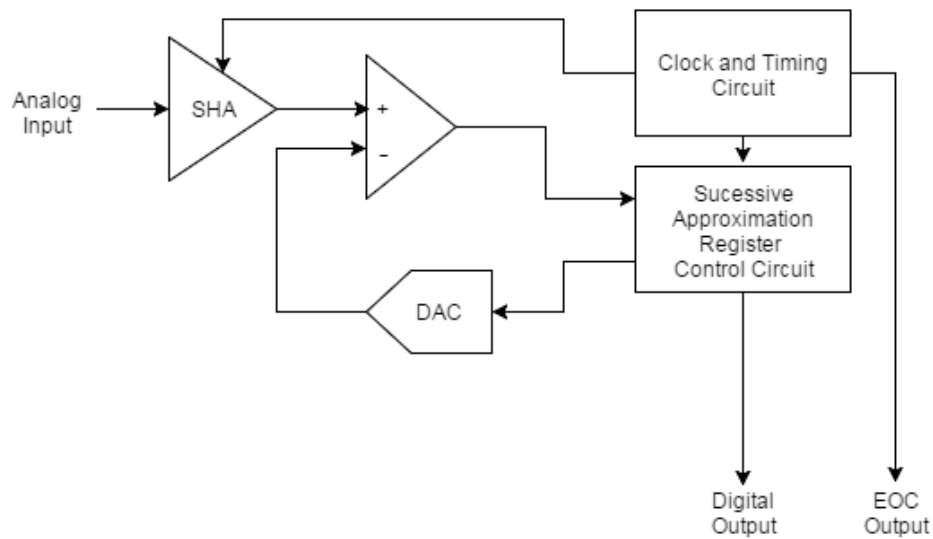 Clock and Timing
Circuit
Analog
Input
SHA
+
-
Sucessive
Approximation
Register
Control Circuit
DAC
Digital
Output
EOC
Output